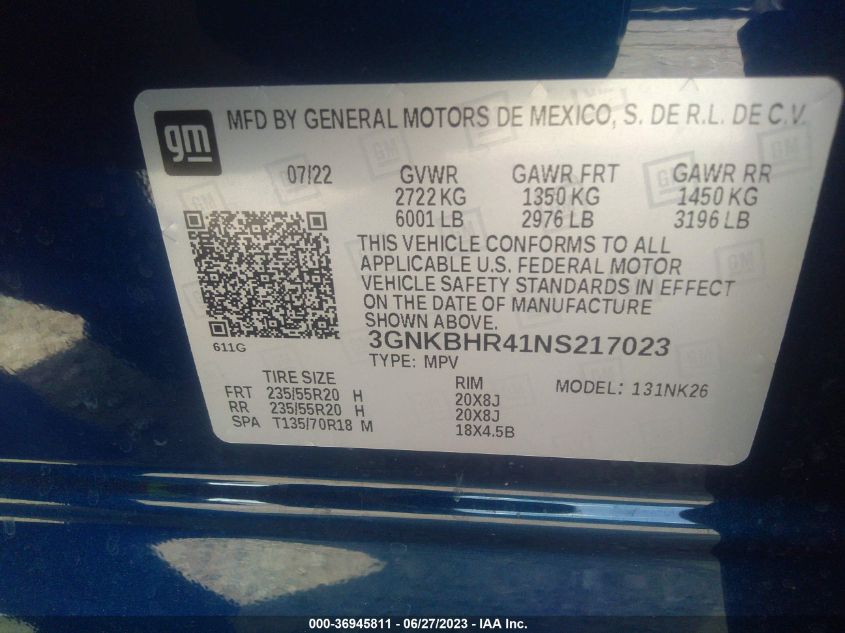 gm
MFD BY GENERAL MOTORS DE MEXICO, S. DE R.L. DE C.V.
07/22 GVWR GAWR FRT GAWR RR
2722 KG 1350 KG 1450 KG
6001 LB 2976 LB 3196 LB
THIS VEHICLE CONFORMS TO ALL
APPLICABLE U.S. FEDERAL MOTOR
VEHICLE SAFETY STANDARDS IN EFFECT
ON THE DATE OF MANUFACTURE
SHOWN ABOVE.
611G
3GNKBHR41NS217023
TYPE: MPV
TIRE SIZE RIM MODEL: 131NK26
FRT 235/55R20 H 20X8J
RR 235/55R20 H 20X8J
SPA T135/70R18 M 18X4.5B
000-36945811 - 06/27/2023 - IAA Inc.